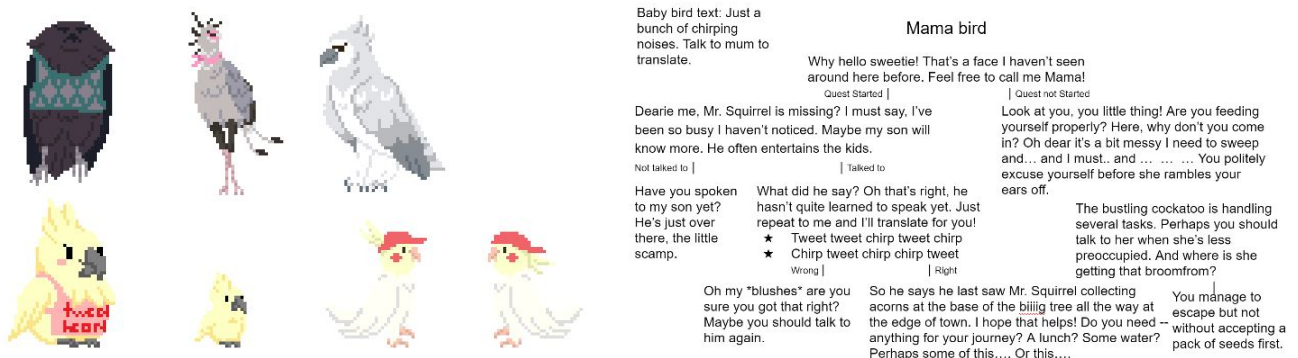 tweet
heart
Baby bird text: Just a
bunch of chirping
noises. Talk to mum to
translate.
Mama bird
Why hello sweetie! That's a face I haven't seen
around here before. Feel free to call me Mama!
Quest Started |
| Quest not Started
Dearie me, Mr. Squirrel is missing? I must say, I've
been so busy I haven't noticed. Maybe my son will
know more. He often entertains the kids.
Look at you, you little thing! Are you feeding
yourself properly? Here, why don't you come
in? Oh dear it's a bit messy I need to sweep
and… and I must.. and … … … You politely
excuse yourself before she rambles your
ears off.
Not talked to |
| Talked to
Have you spoken
to my son yet?
He's just over
there, the little
scamp.
What did he say? Oh that's right, he
hasn't quite learned to speak yet. Just
repeat to me and I'll translate for you!
★ Tweet tweet chirp tweet chirp
★ Chirp tweet chirp chirp tweet
Wrong |
| Right
The bustling cockatoo is handling
several tasks. Perhaps you should
talk to her when she's less
preoccupied. And where is she
getting that broomfrom?
Oh my *blushes* are you
sure you got that right?
Maybe you should talk to
him again.
So he says he last saw Mr. Squirrel collecting
acorns at the base of the biiiig tree all the way at
the edge of town. I hope that helps! Do you need --
anything for your journey? A lunch? Some water?
Perhaps some of this…. Or this….
You manage to
escape but not
without accepting a
pack of seeds first.